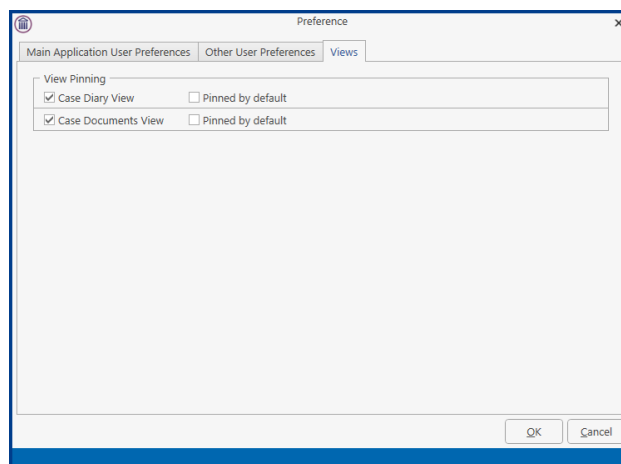 Preference
Main Application User Preferences Other User Preferences Views
View Pinning
Case Diary View Pinned by default
Case Documents View Pinned by default
OK Cancel